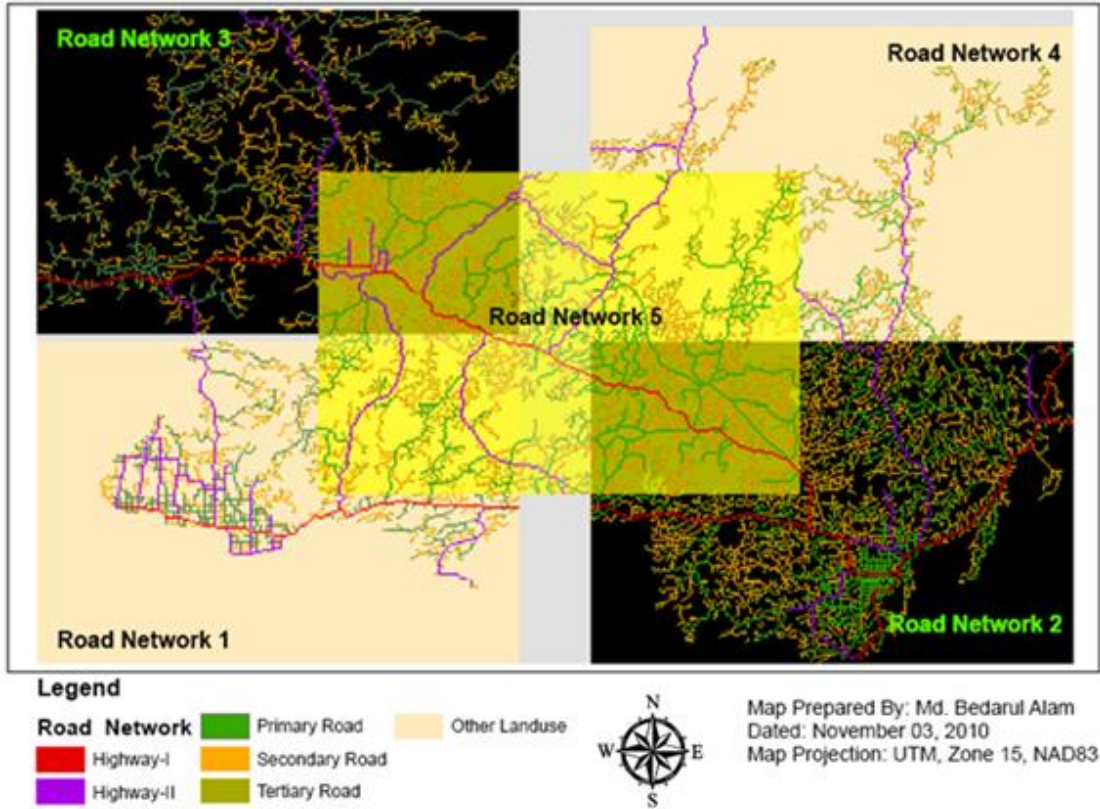 Road Network 3
Road Network 4
Road Network 5
Road Network 1
Road Network 2
Legend
Road Network
Highway-I
Highway-II
Primary Road
Secondary Road
Tertiary Road
Other Landuse
N
W
E
S
Map Prepared By: Md. Bedarul Alam
Dated: November 03, 2010
Map Projection: UTM, Zone 15, NAD83